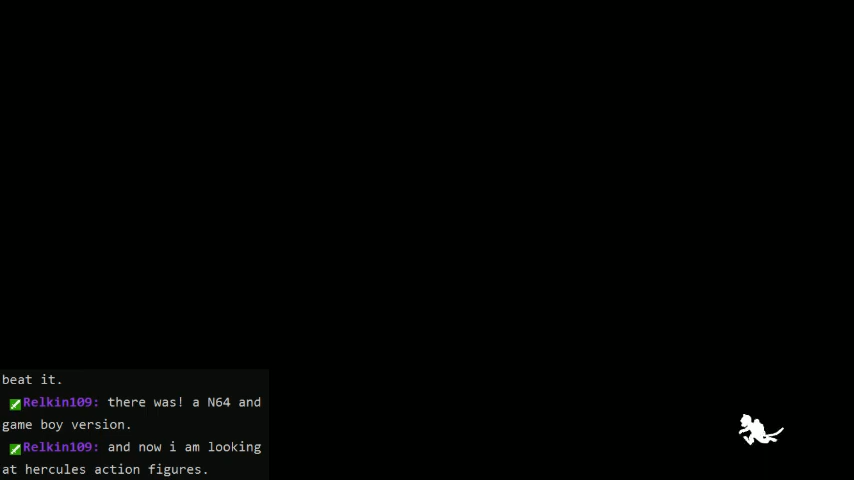 beat it.
Relkin109: there was! a N64 and
game boy version.
Relkin109: and now i am looking
at hercules action figures.